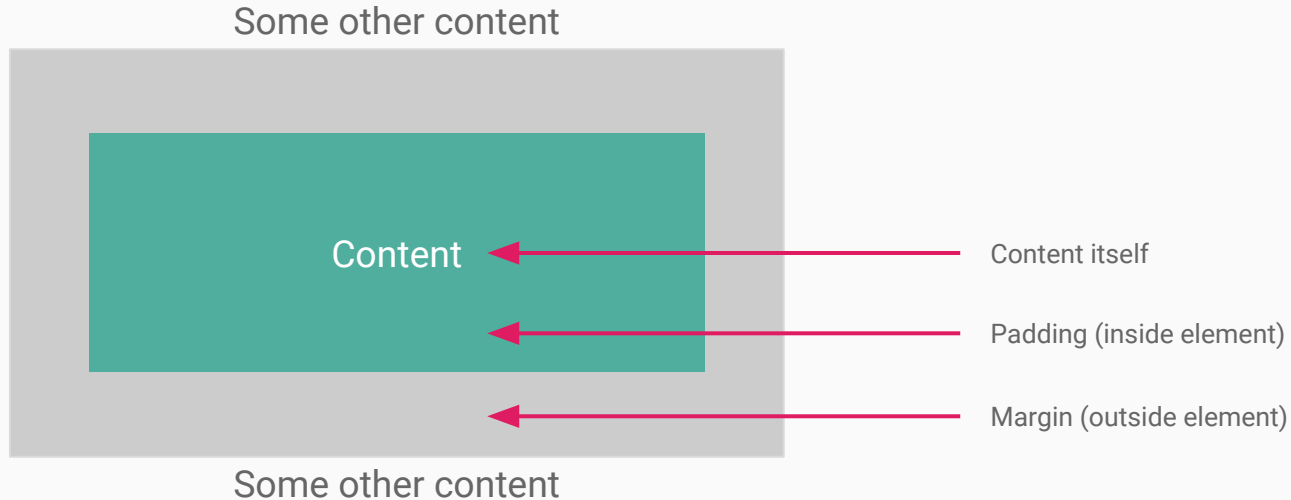 Some other content
Content
Content itself
Padding (inside element)
Margin (outside element)
Some other content